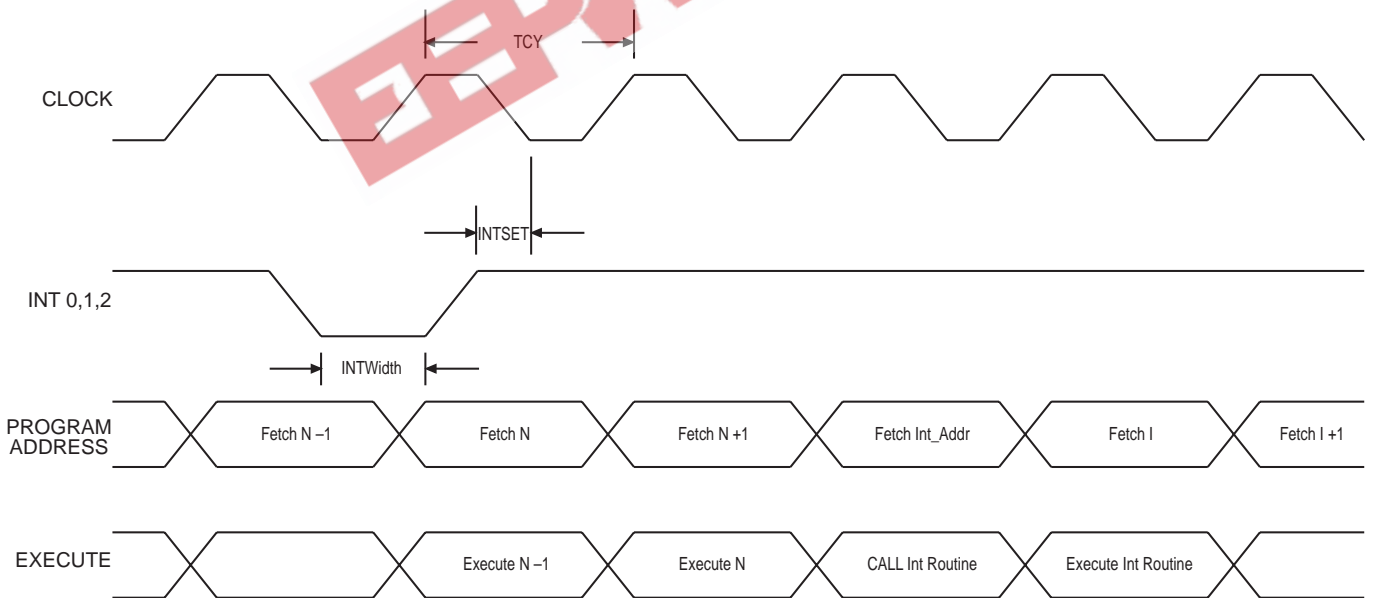 TCY
CLOCK
INTSET
INT 0,1,2
INTWidth
PROGRAM
ADDRESS
Fetch N –1
Fetch N
Fetch N +1
Fetch Int_Addr
Fetch I
Fetch I +1
EXECUTE
Execute N –1
Execute N
CALL Int Routine
Execute Int Routine